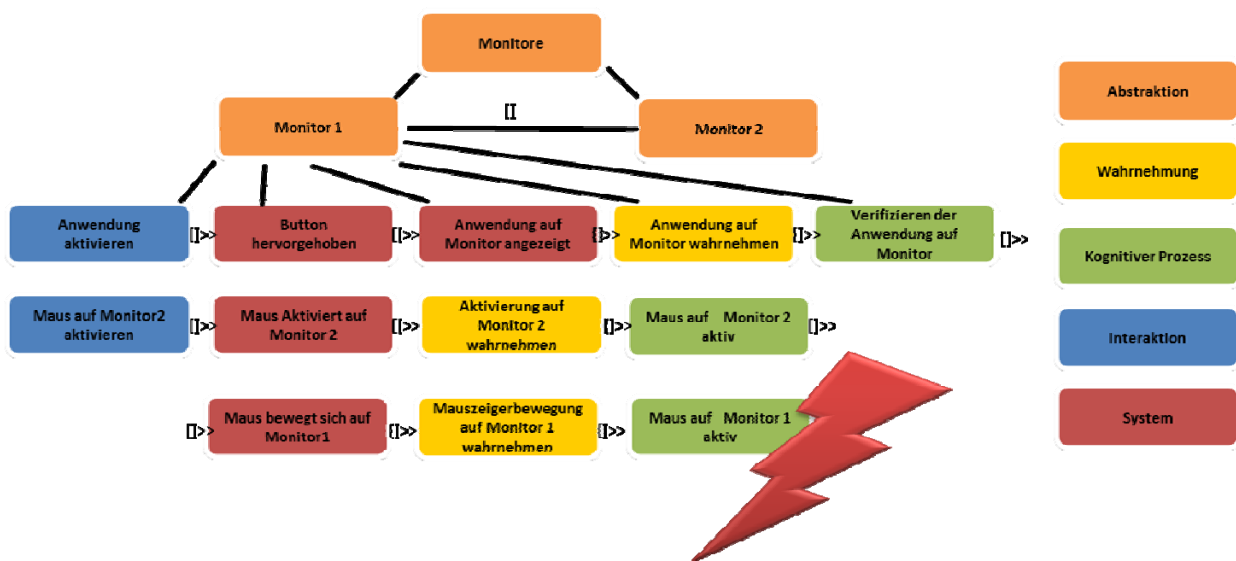 Monitore
Monitor 1
[]
Monitor 2
Anwendung
aktivieren
[]>>
Button
hervorgehoben
[]>>
Anwendung auf
Monitor angezeigt
[]>>
Anwendung auf
Monitor wahrnehmen
[]>>
Verifizieren der
Anwendung auf
Monitor
[]>>
Maus auf Monitor2
aktivieren
[]>>
Maus Aktiviert auf
Monitor 2
[]>>
Aktivierung auf
Monitor 2
wahrnehmen
[]>>
Maus auf Monitor 2
aktiv
[]>>
[]>>
Maus bewegt sich auf
Monitor1
[]>>
Mauszeigerbewegung
auf Monitor 1
wahrnehmen
[]>>
Maus auf Monitor 1
aktiv
Abstraktion
Wahrnehmung
Kognitiver Prozess
Interaktion
System